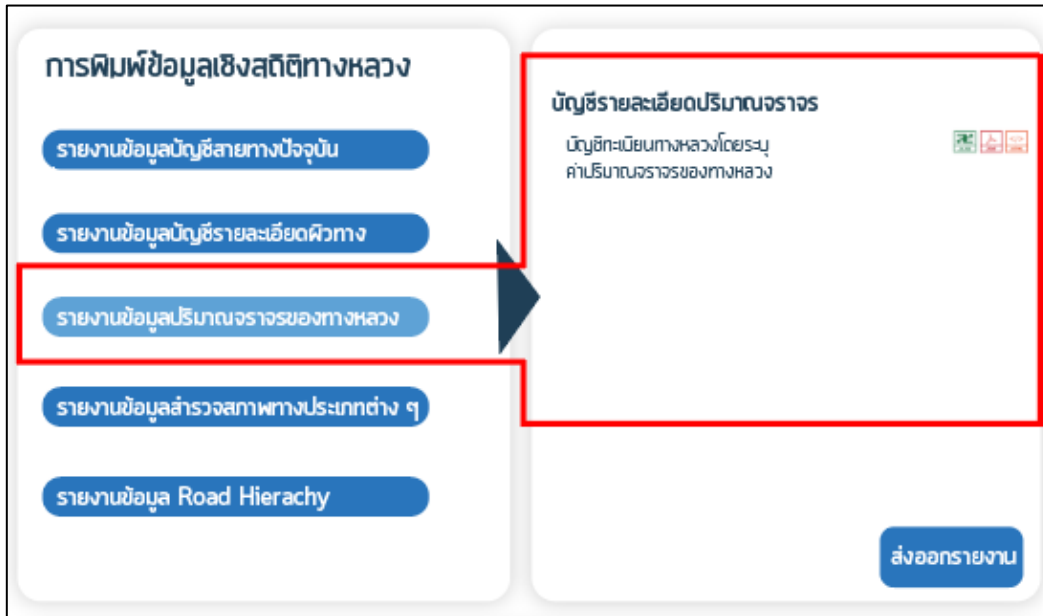 การพิมพ์ข้อมูลเชิงสถิติทางหลวง
รายงานข้อมูลบัญชีสายทางปัจจุบัน
รายงานข้อมูลบัญชีรายละเอียดผิวทาง
รายงานข้อมูลปริมาณจราจรของทางหลวง
รายงานข้อมูลสำรวจสภาพทางประเภทต่าง ๆ
รายงานข้อมูล Road Hierachy
บัญชีรายละเอียดปริมาณจราจร
บัญชีทะเบียนทางหลวงโดยระบุ
ค่าปริมาณจราจรของทางหลวง
ส่งออกรายงาน